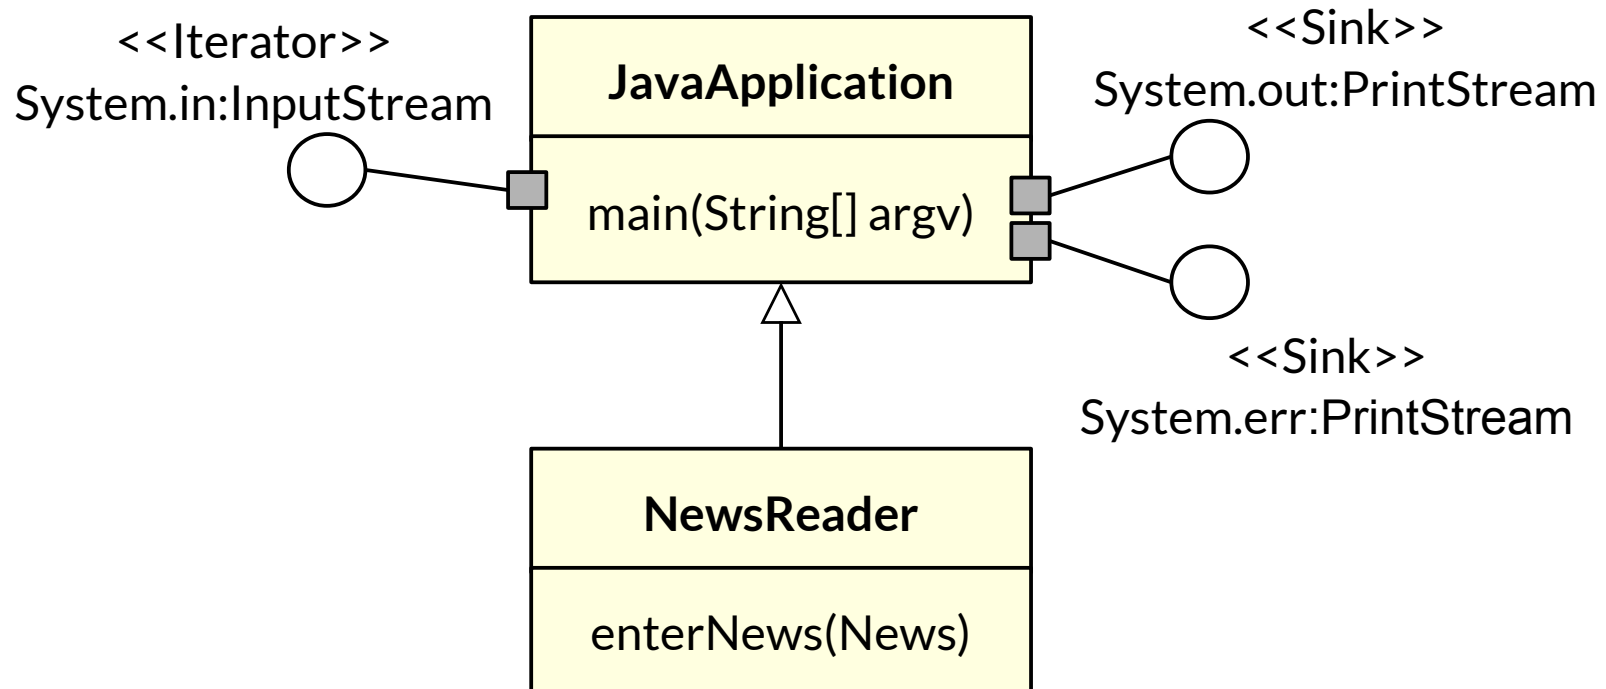 <<Iterator>>
System.in:InputStream
JavaApplication
main(String[] argv)
<<Sink>>
System.out:PrintStream
<<Sink>>
System.err:PrintStream
NewsReader
enterNews(News)